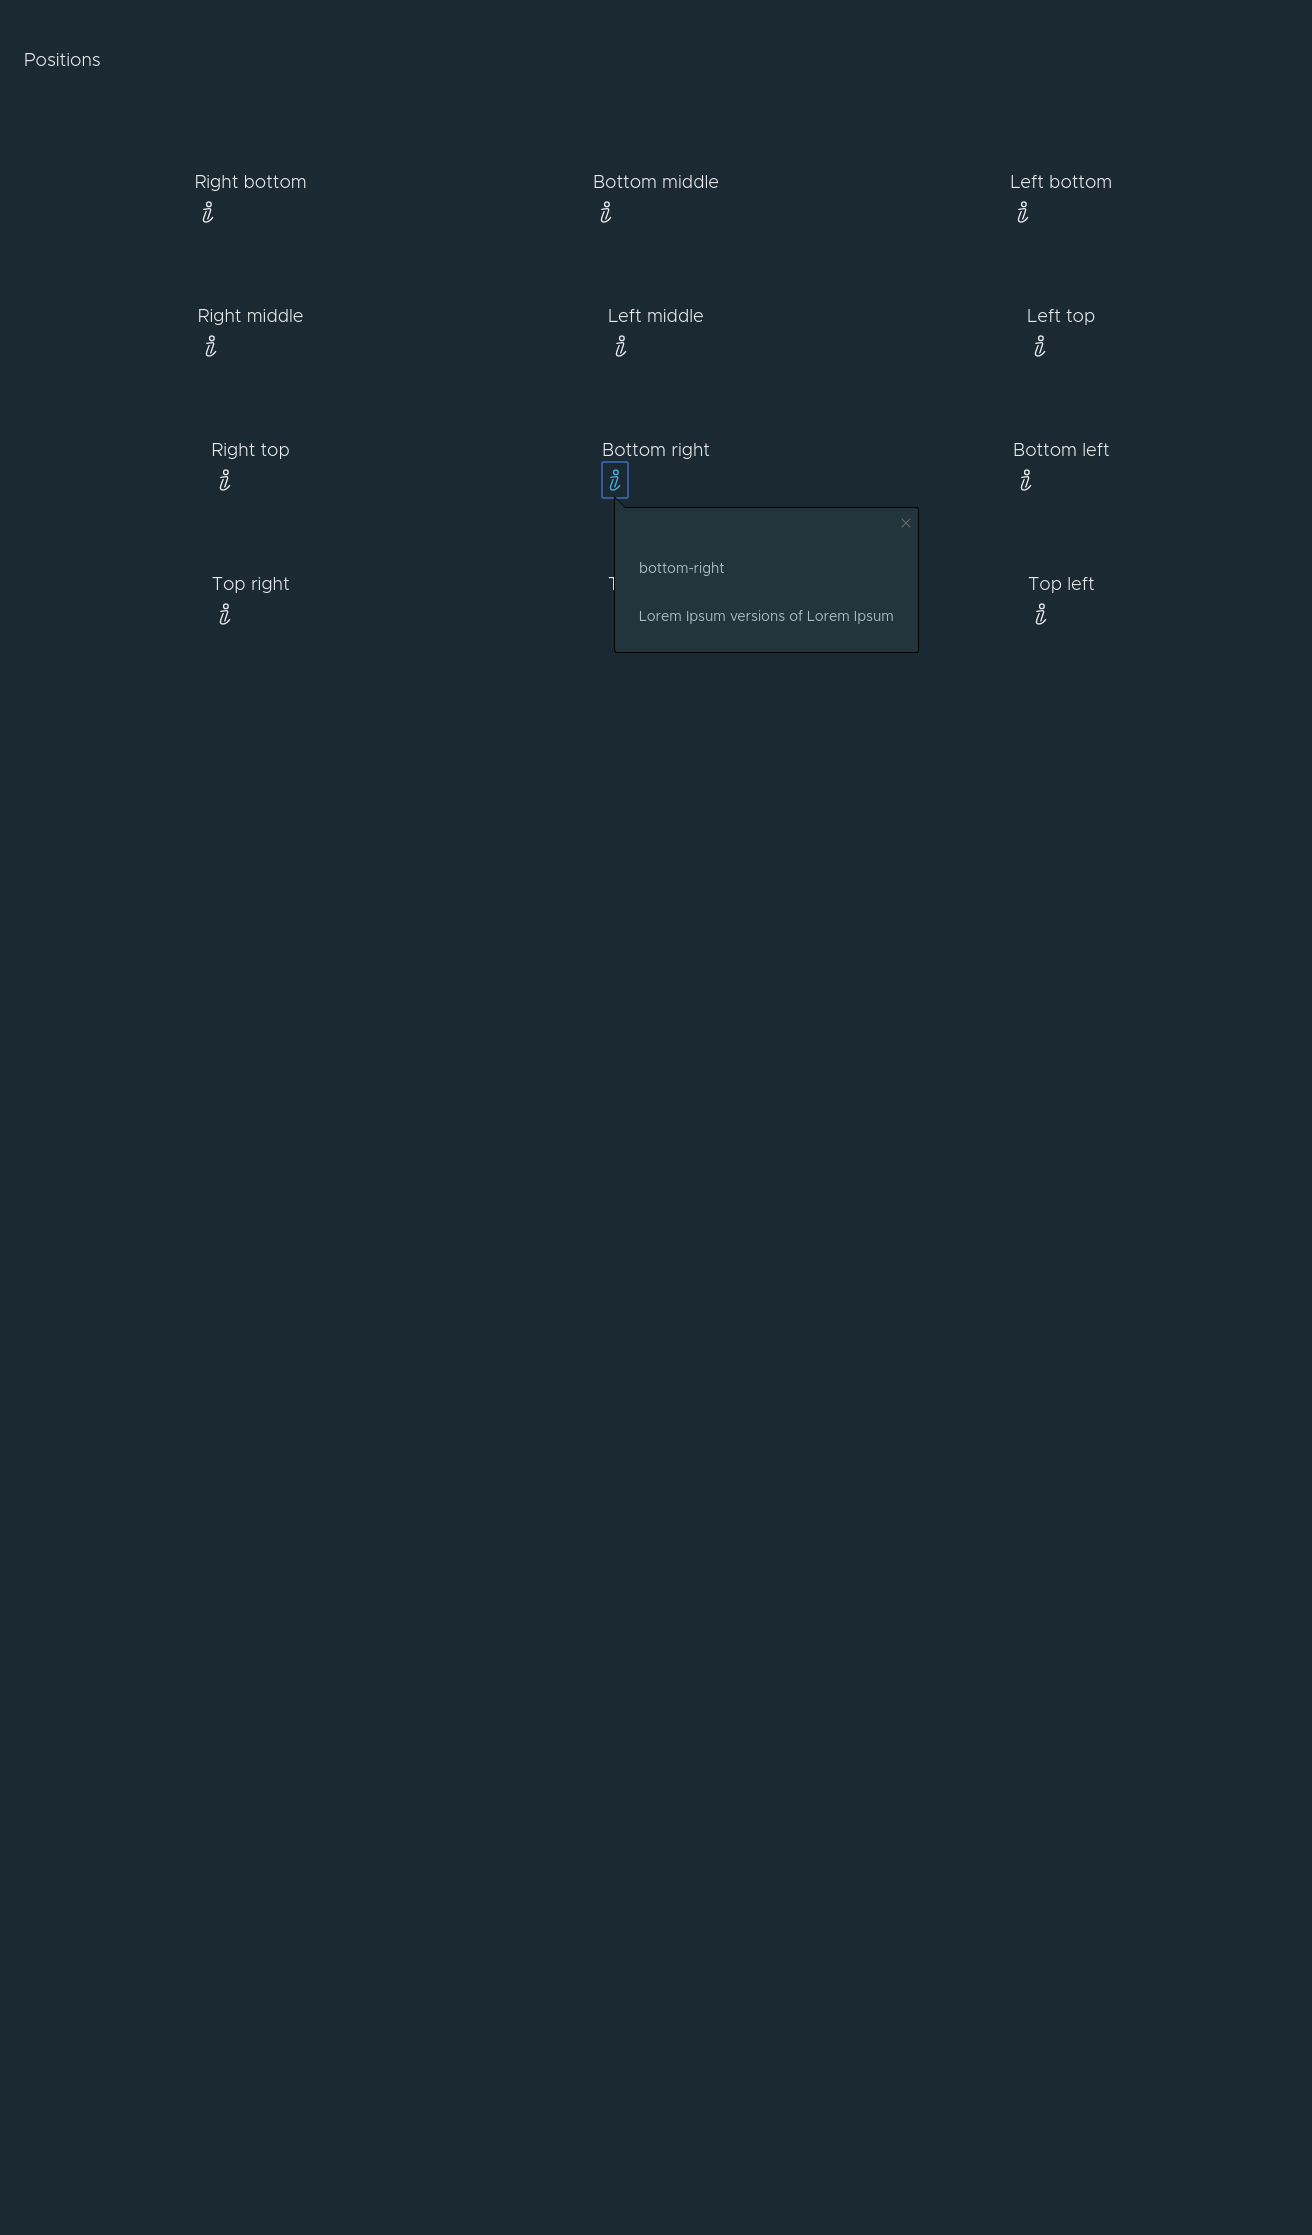 Positions
Right bottom
Bottom middle
Left bottom
Right middle
Left middle
Left top
Right top
Bottom right
Bottom left
bottom-right
Lorem Ipsum versions of Lorem Ipsum
Top right
Top left